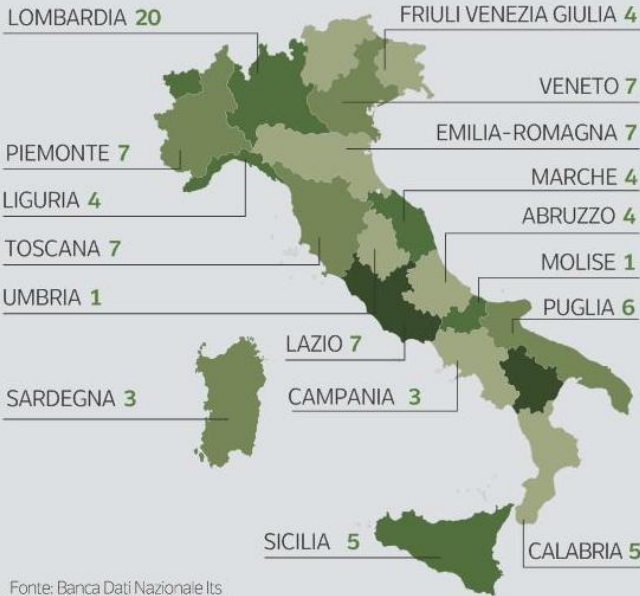 LOMBARDIA 20
FRIULI VENEZIA GIULIA 4
VENETO 7
EMILIA-ROMAGNA 7
PIEMONTE 7
MARCHE 4
LIGURIA 4
ABRUZZO 4
TOSCANA 7
MOLISE 1
UMBRIA 1
PUGLIA 6
LAZIO 7
SARDEGNA 3
CAMPANIA 3
SICILIA 5
CALABRIA 5
Fonte: Banca Dati Nazionale Its